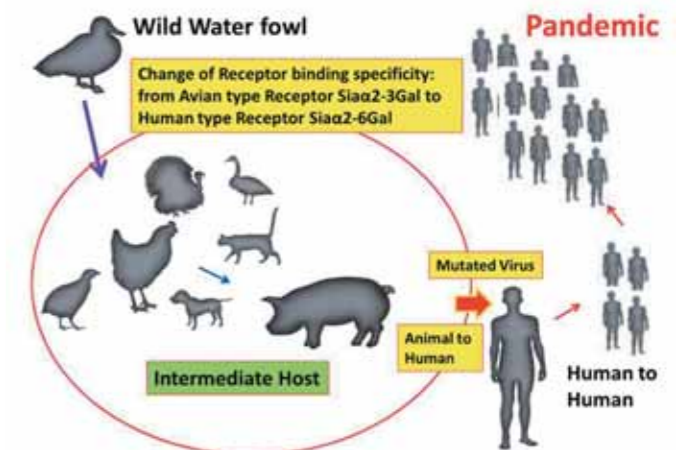 Wild Water fowl
Pandemic
Change of Receptor binding specificity:
from Avian type Receptor Siaα2-3Gal to
Human type Receptor Siaα2-6Gal
Mutated Virus
Animal to
Human
Intermediate Host
Human to
Human